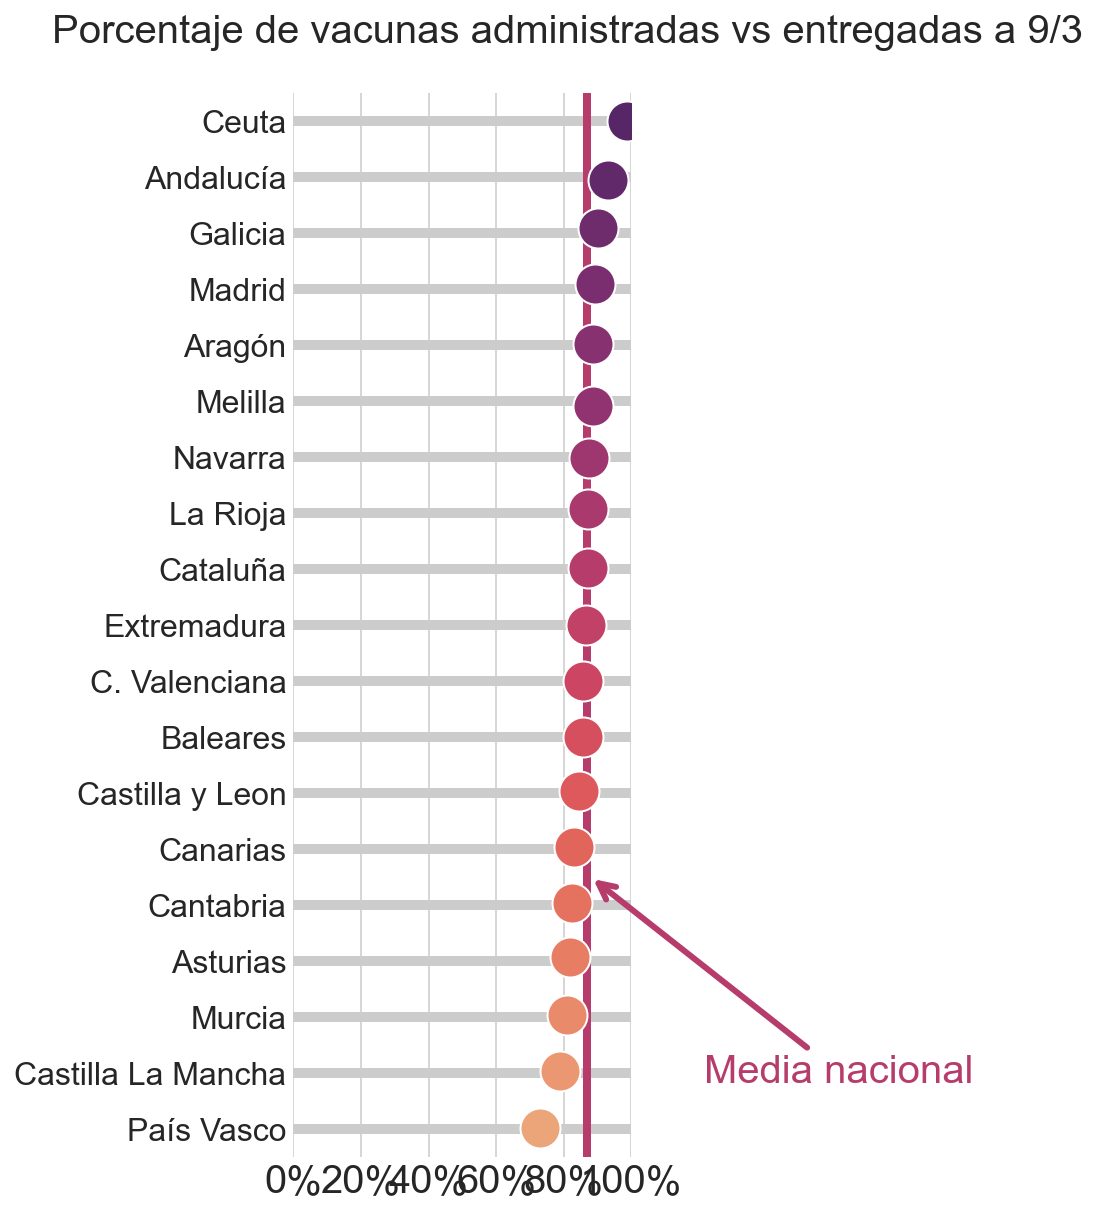 Porcentaje de vacunas administradas vs entregadas a 9/3
Ceuta
Andalucía
Galicia
Madrid
Aragón
Melilla
Navarra
La Rioja
Cataluña
Extremadura
C. Valenciana
Baleares
Castilla y Leon
Canarias
Cantabria
Asturias
Murcia
Castilla La Mancha
País Vasco
Media nacional
0% 20% 40% 60% 80% 100%